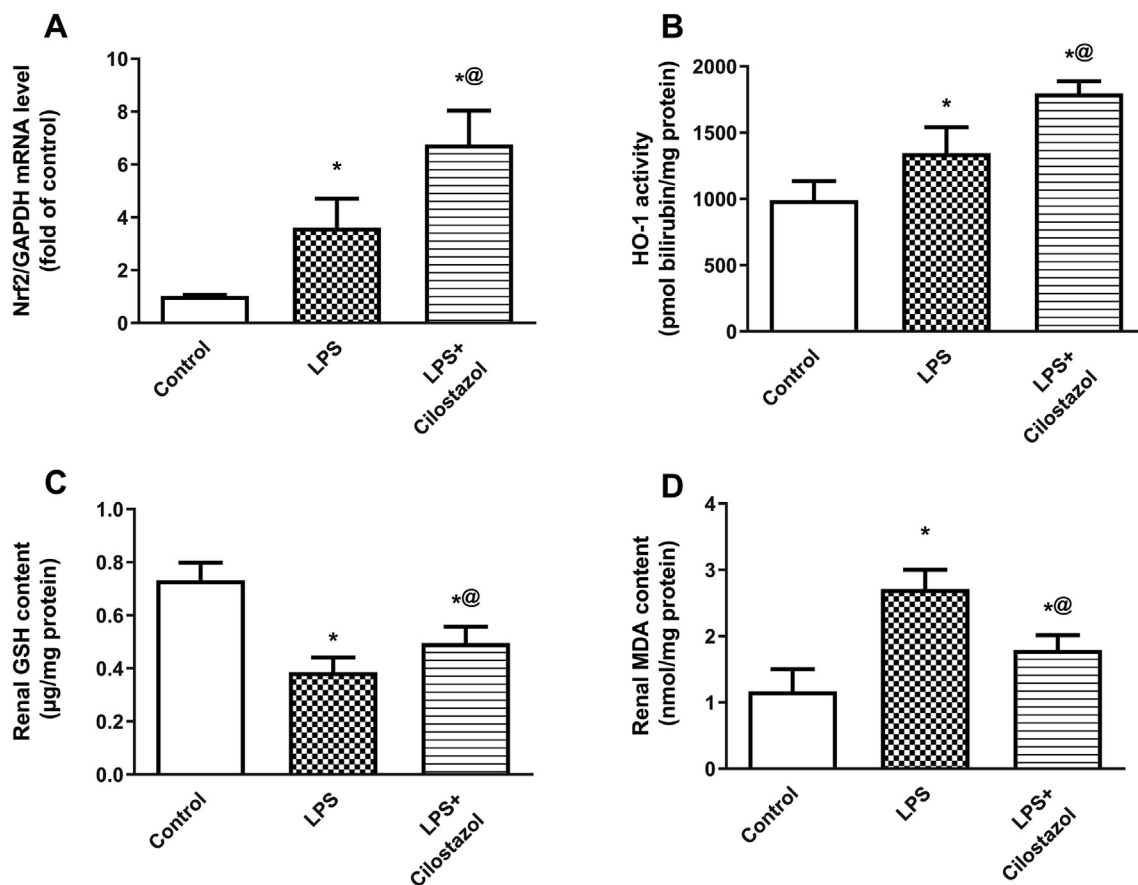 A
Nrf2/GAPDH mRNA level
(fold of control)
10
8
6
4
2
0
*
*@
Control
LPS
LPS+
Cilostazol
B
HO-1 activity
(pmol bilirubin/mg protein)
2000
1500
1000
500
0
*
*@
Control
LPS
LPS+
Cilostazol
C
Renal GSH content
(µg/mg protein)
1.0
0.8
0.6
0.4
0.2
0.0
*
*@
Control
LPS
LPS+
Cilostazol
D
Renal MDA content
(nmol/mg protein)
4
3
2
1
0
*
*@
Control
LPS
LPS+
Cilostazol